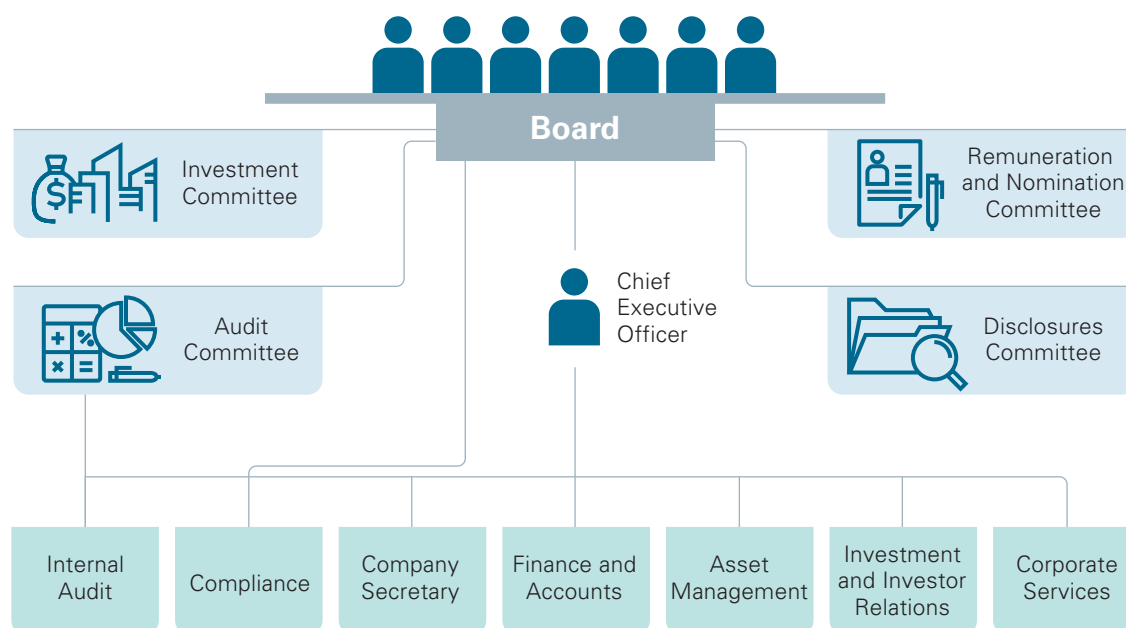 Board
Investment
Committee
Remuneration
and Nomination
Committee
Audit
Committee
Chief
Executive
Officer
Disclosures
Committee
Internal
Audit
Compliance
Company
Secretary
Finance and
Accounts
Asset
Management
Investment
and Investor
Relations
Corporate
Services